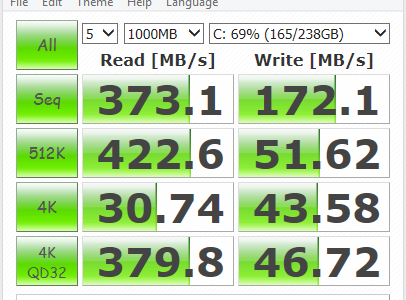 File Edit Theme Help Language
All 5 1000MB C: 69% (165/238GB)
Read [MB/s] Write [MB/s]
Seq 373.1 172.1
512K 422.6 51.62
4K 30.74 43.58
4K
QD32 379.8 46.72